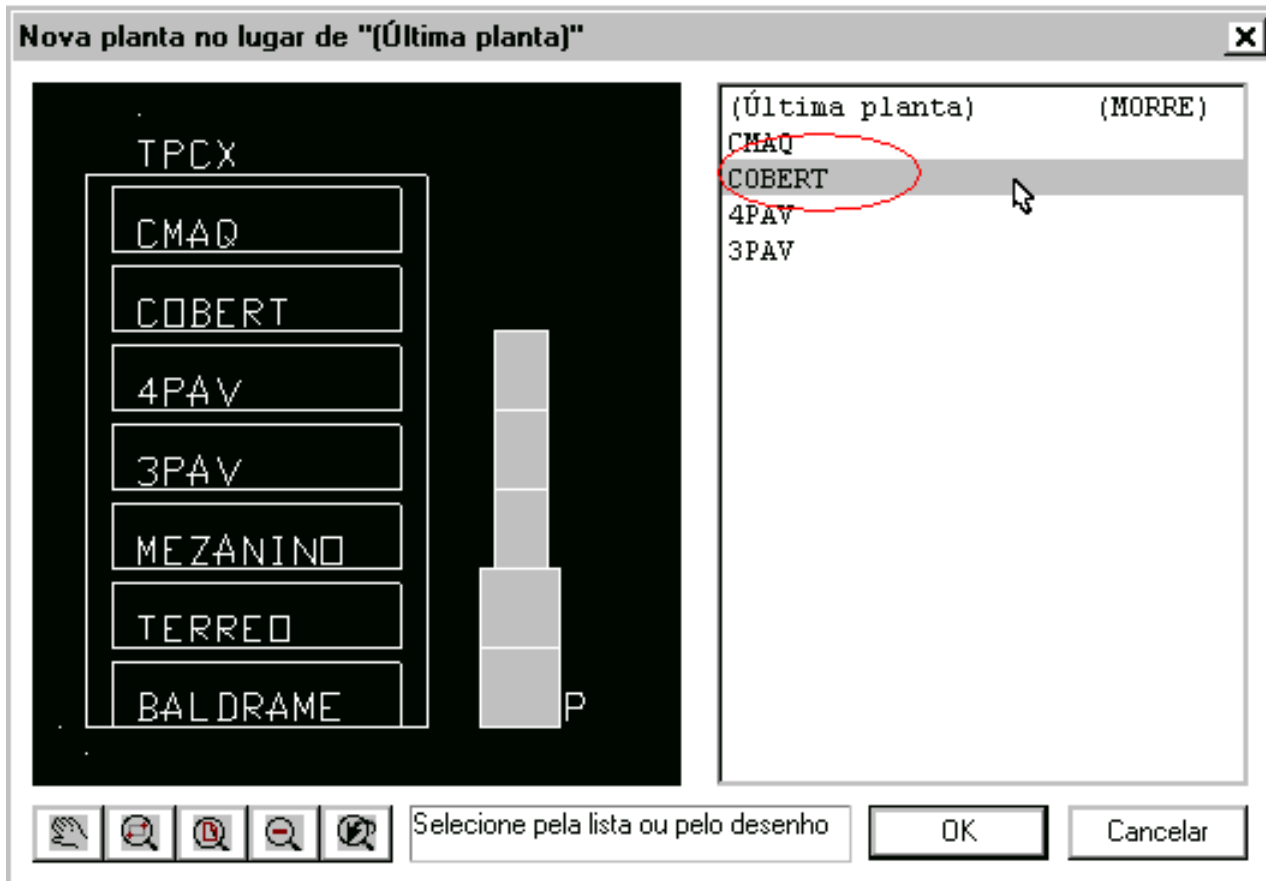 Nova planta no lugar de "(Última planta)"
TPCX
CMAQ
COBERT
4PAV
3PAV
MEZANINO
TERREO
BALDRAME
P
(Última planta) (MORRE)
CMAQ
COBERT
4PAV
3PAV
Selecione pela lista ou pelo desenho
OK
Cancelar